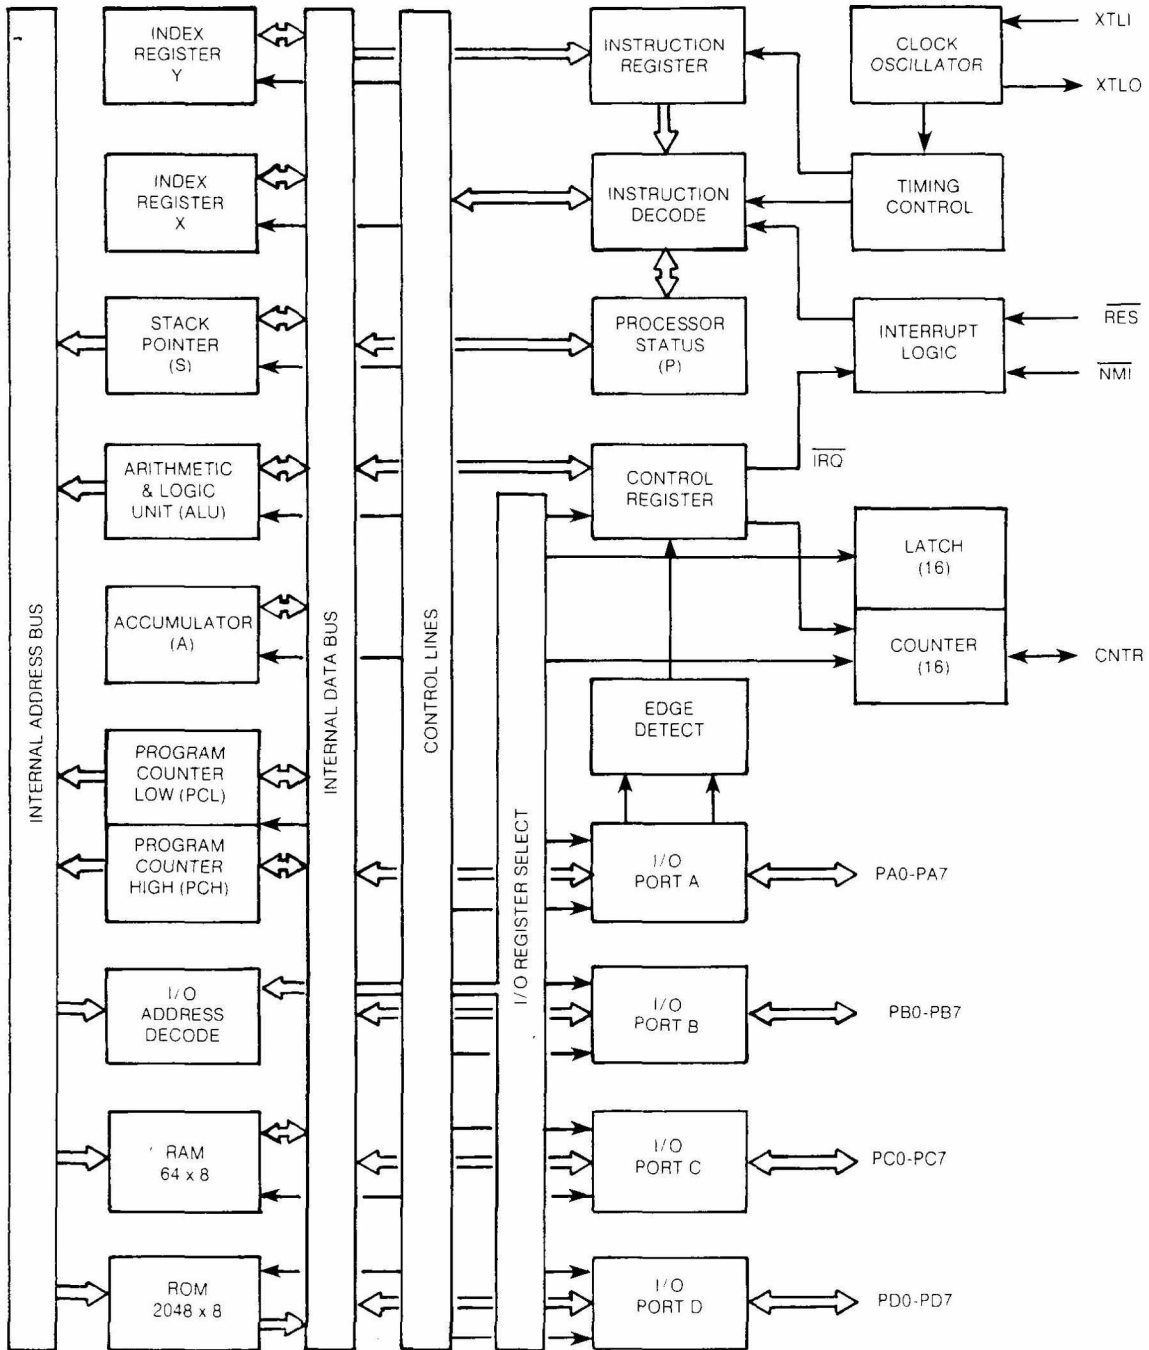 INDEX
REGISTER
Y
INSTRUCTION
REGISTER
CLOCK
OSCILLATOR
XTLI
XTLO
INDEX
REGISTER
X
INSTRUCTION
DECODE
TIMING
CONTROL
STACK
POINTER
(S)
PROCESSOR
STATUS
(P)
INTERRUPT
LOGIC
RES
NMI
ARITHMETIC
& LOGIC
UNIT (ALU)
CONTROL
REGISTER
IRQ
LATCH
(16)
COUNTER
(16)
CNTR
ACCUMULATOR
(A)
EDGE
DETECT
INTERNAL ADDRESS BUS
INTERNAL DATA BUS
CONTROL LINES
I/O REGISTER SELECT
PROGRAM
COUNTER
LOW (PCL)
PROGRAM
COUNTER
HIGH (PCH)
I/O
PORT A
PA0-PA7
I/O
ADDRESS
DECODE
I/O
PORT B
PB0-PB7
RAM
64 x 8
I/O
PORT C
PC0-PC7
ROM
2048 x 8
I/O
PORT D
PD0-PD7